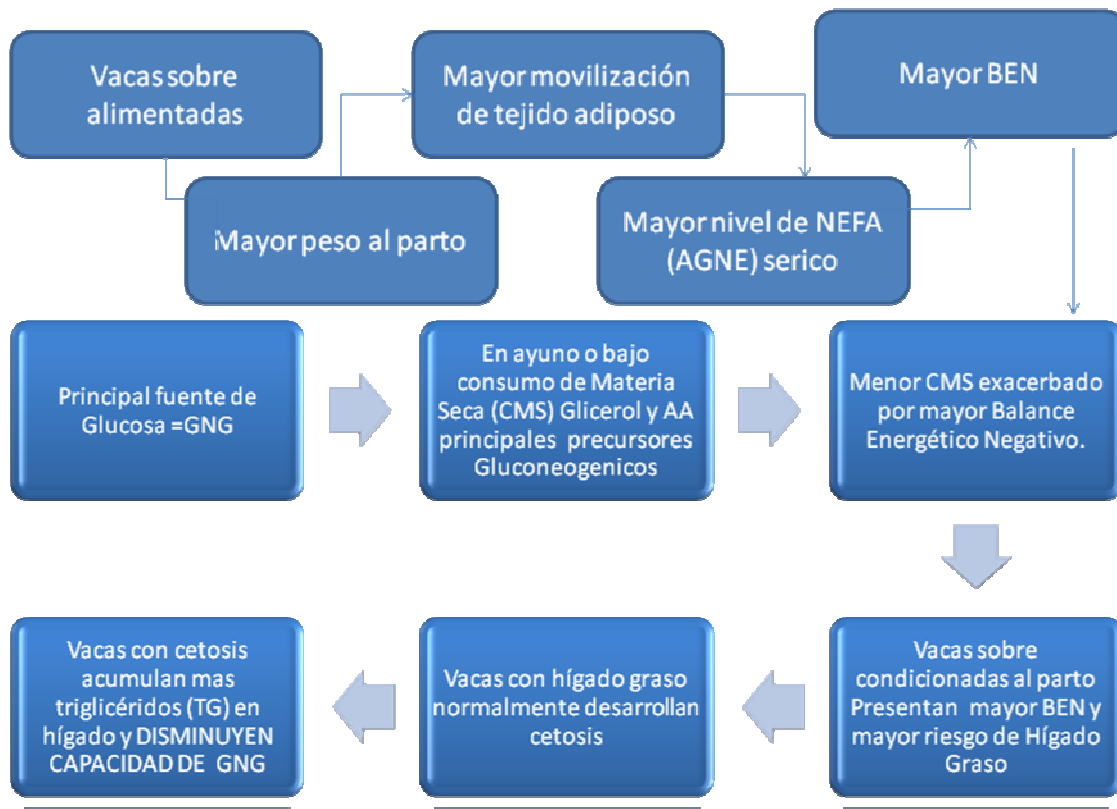 Vacas sobre
alimentadas
Mayor peso al parto
Mayor movilización
de tejido adiposo
Mayor nivel de NEFA
(AGNE) serico
Mayor BEN
Principal fuente de
Glucosa =GNG
En ayuno o bajo
consumo de Materia
Seca (CMS) Glicerol y AA
principales precursores
Gluconeogenicos
Menor CMS exacerbado
por mayor Balance
Energético Negativo.
Vacas sobre
condicionadas al parto
Presentan mayor BEN y
mayor riesgo de Hígado
Graso
Vacas con hígado graso
normalmente desarrollan
cetosis
Vacas con cetosis
acumulan mas
triglicéridos (TG) en
hígado y DISMINUYEN
CAPACIDAD DE GNG